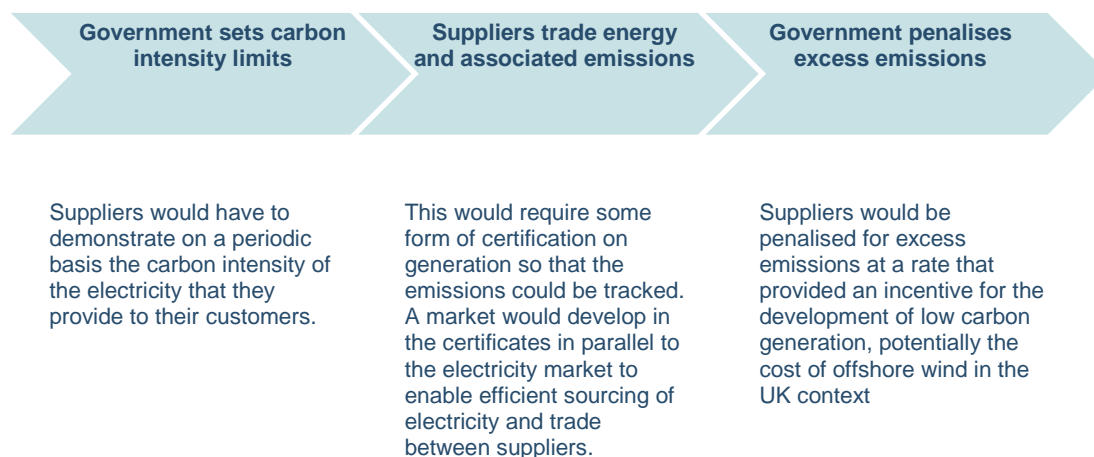 Government sets carbon
intensity limits
Suppliers trade energy
and associated emissions
Government penalises
excess emissions
Suppliers would have to
demonstrate on a periodic
basis the carbon intensity of
the electricity that they
provide to their customers.
This would require some
form of certification on
generation so that the
emissions could be tracked.
A market would develop in
the certificates in parallel to
the electricity market to
enable efficient sourcing of
electricity and trade
between suppliers.
Suppliers would be
penalised for excess
emissions at a rate that
provided an incentive for the
development of low carbon
generation, potentially the
cost of offshore wind in the
UK context